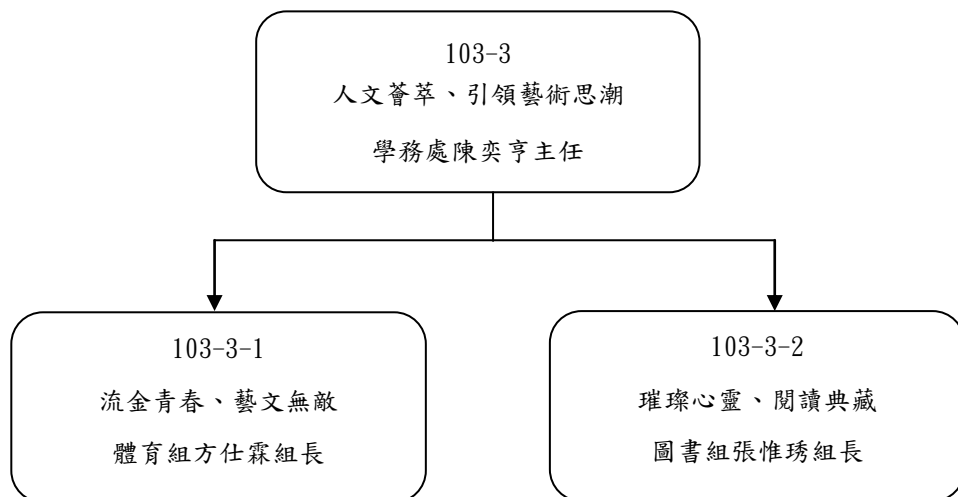 103-3
人文薈萃、引領藝術思潮
學務處陳奕亨主任
103-3-1
流金青春、藝文無敵
體育組方仕霖組長
103-3-2
璀璨心靈、閱讀典藏
圖書組張惟琇組長